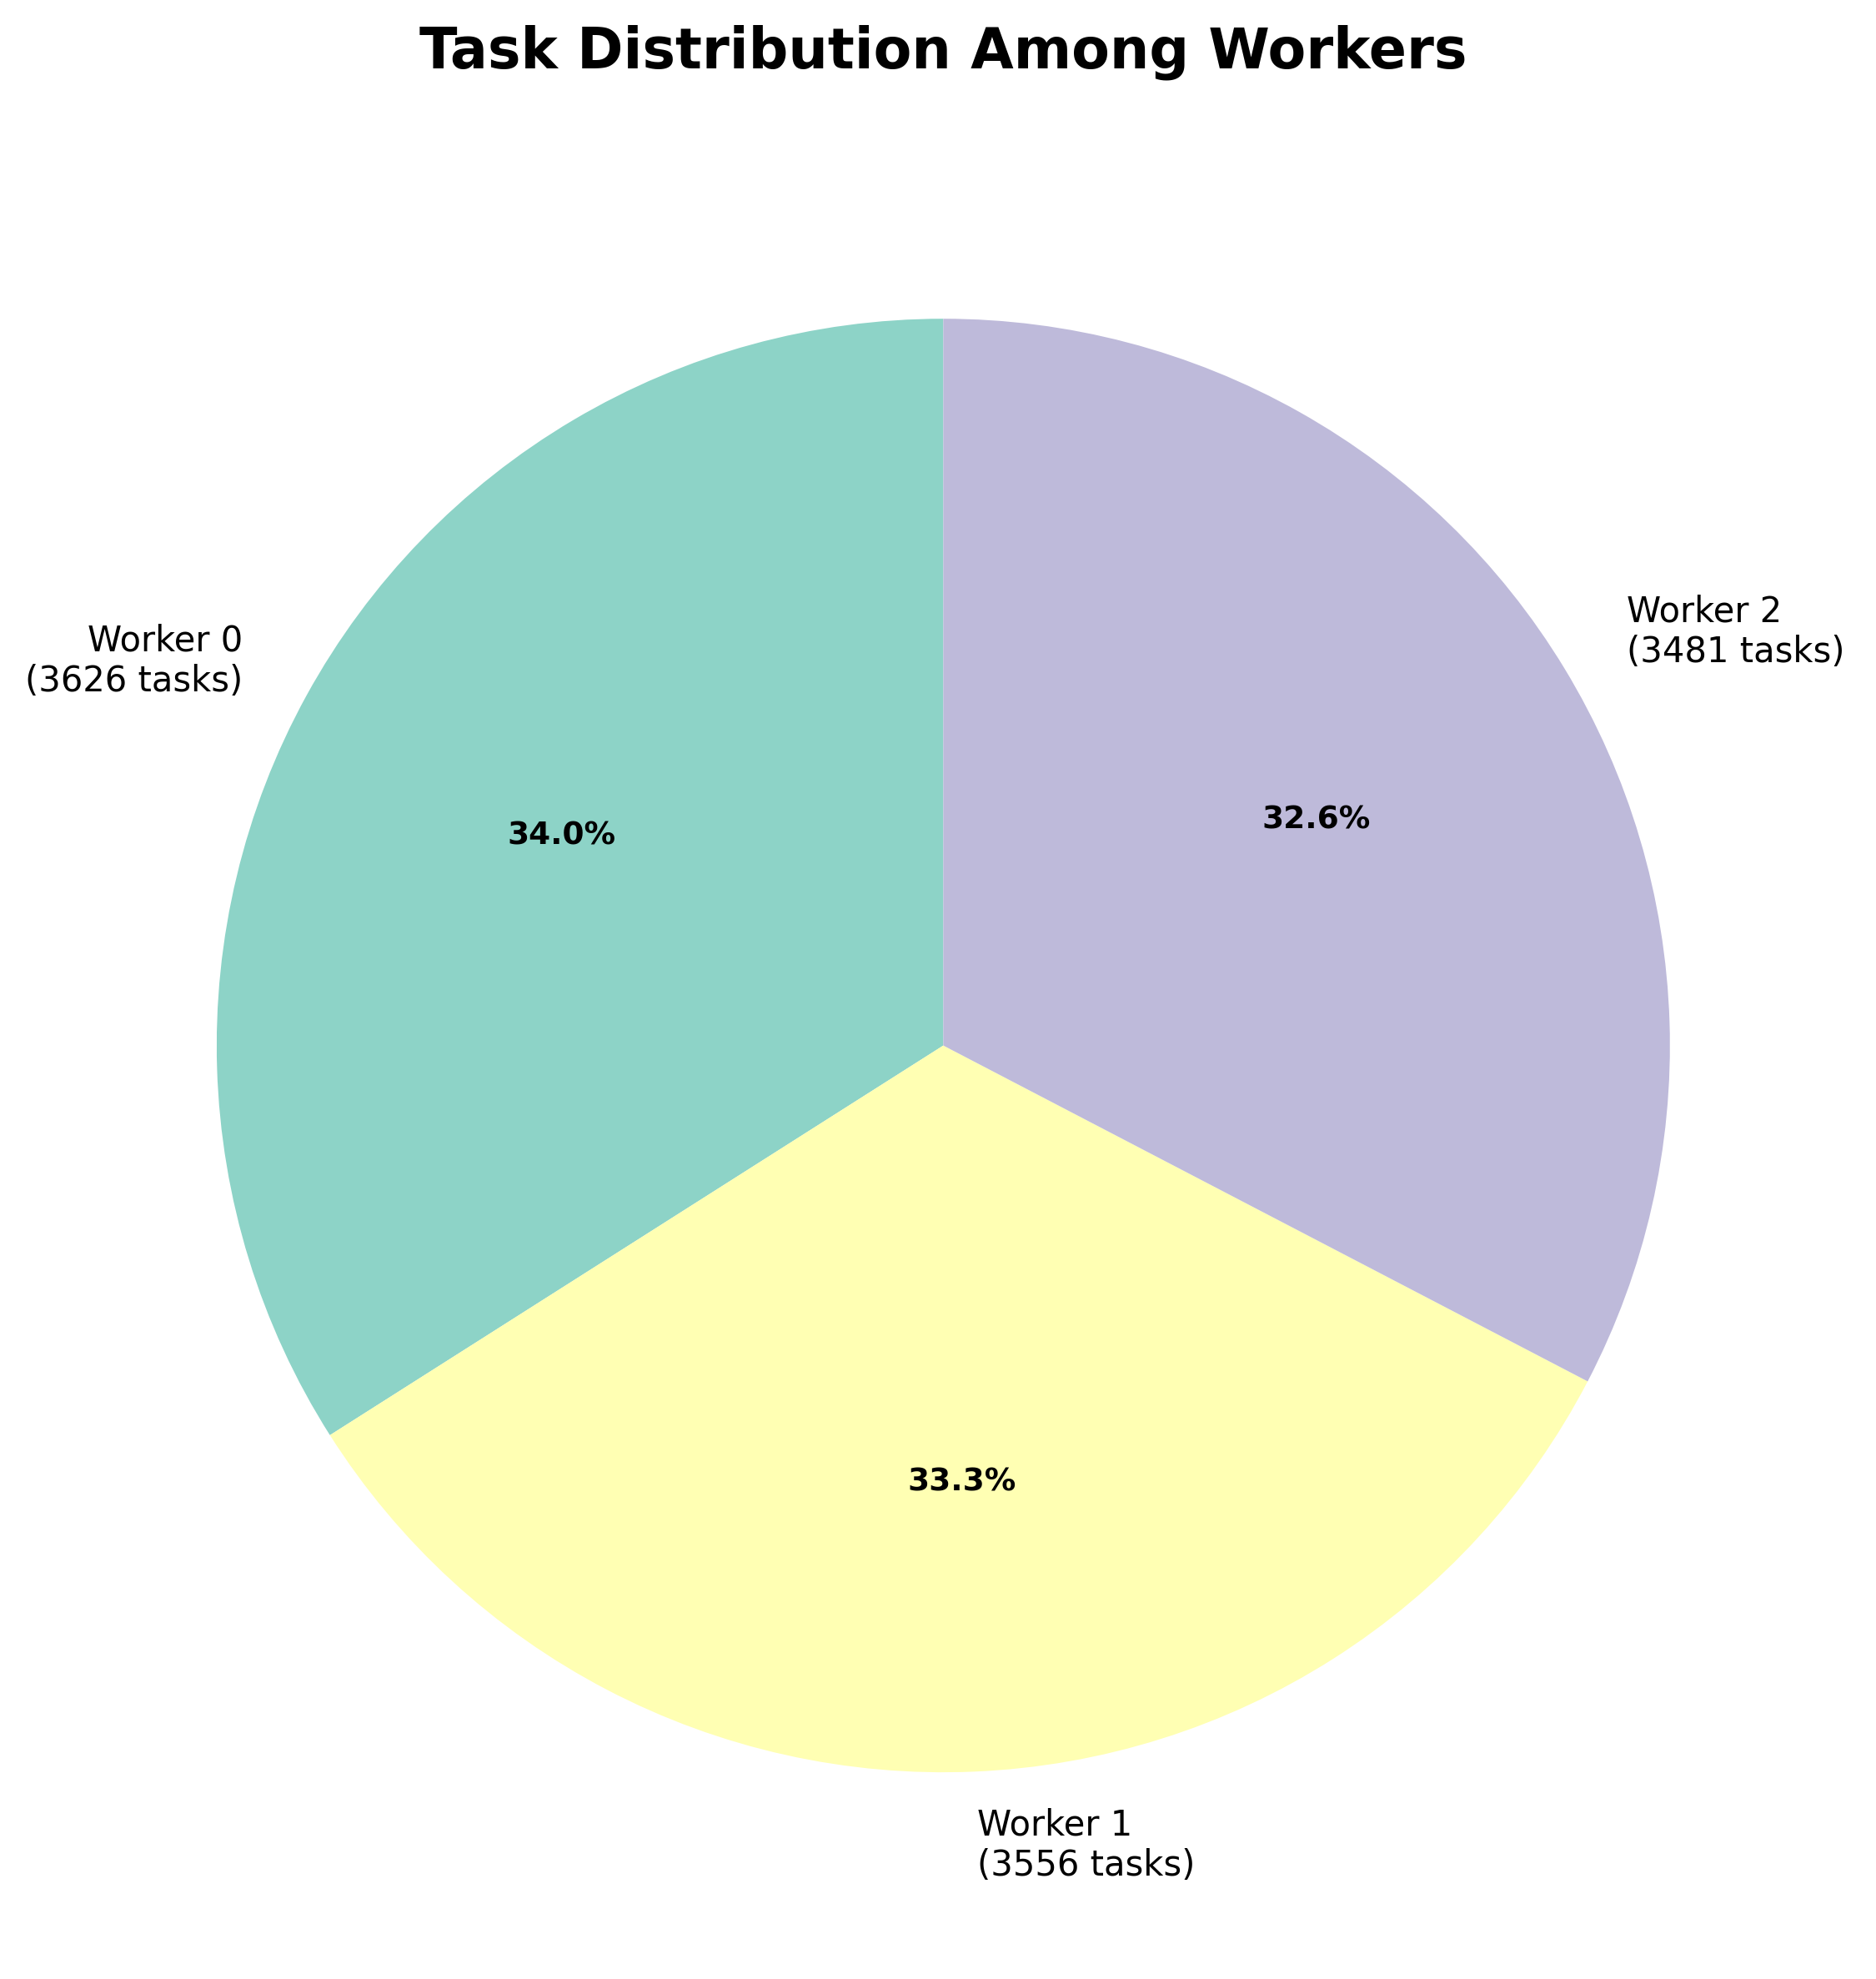 Task Distribution Among Workers
Worker 2
(3481 tasks)
Worker 0
(3626 tasks)
32.6%
34.0%
33.3%
Worker 1
(3556 tasks)